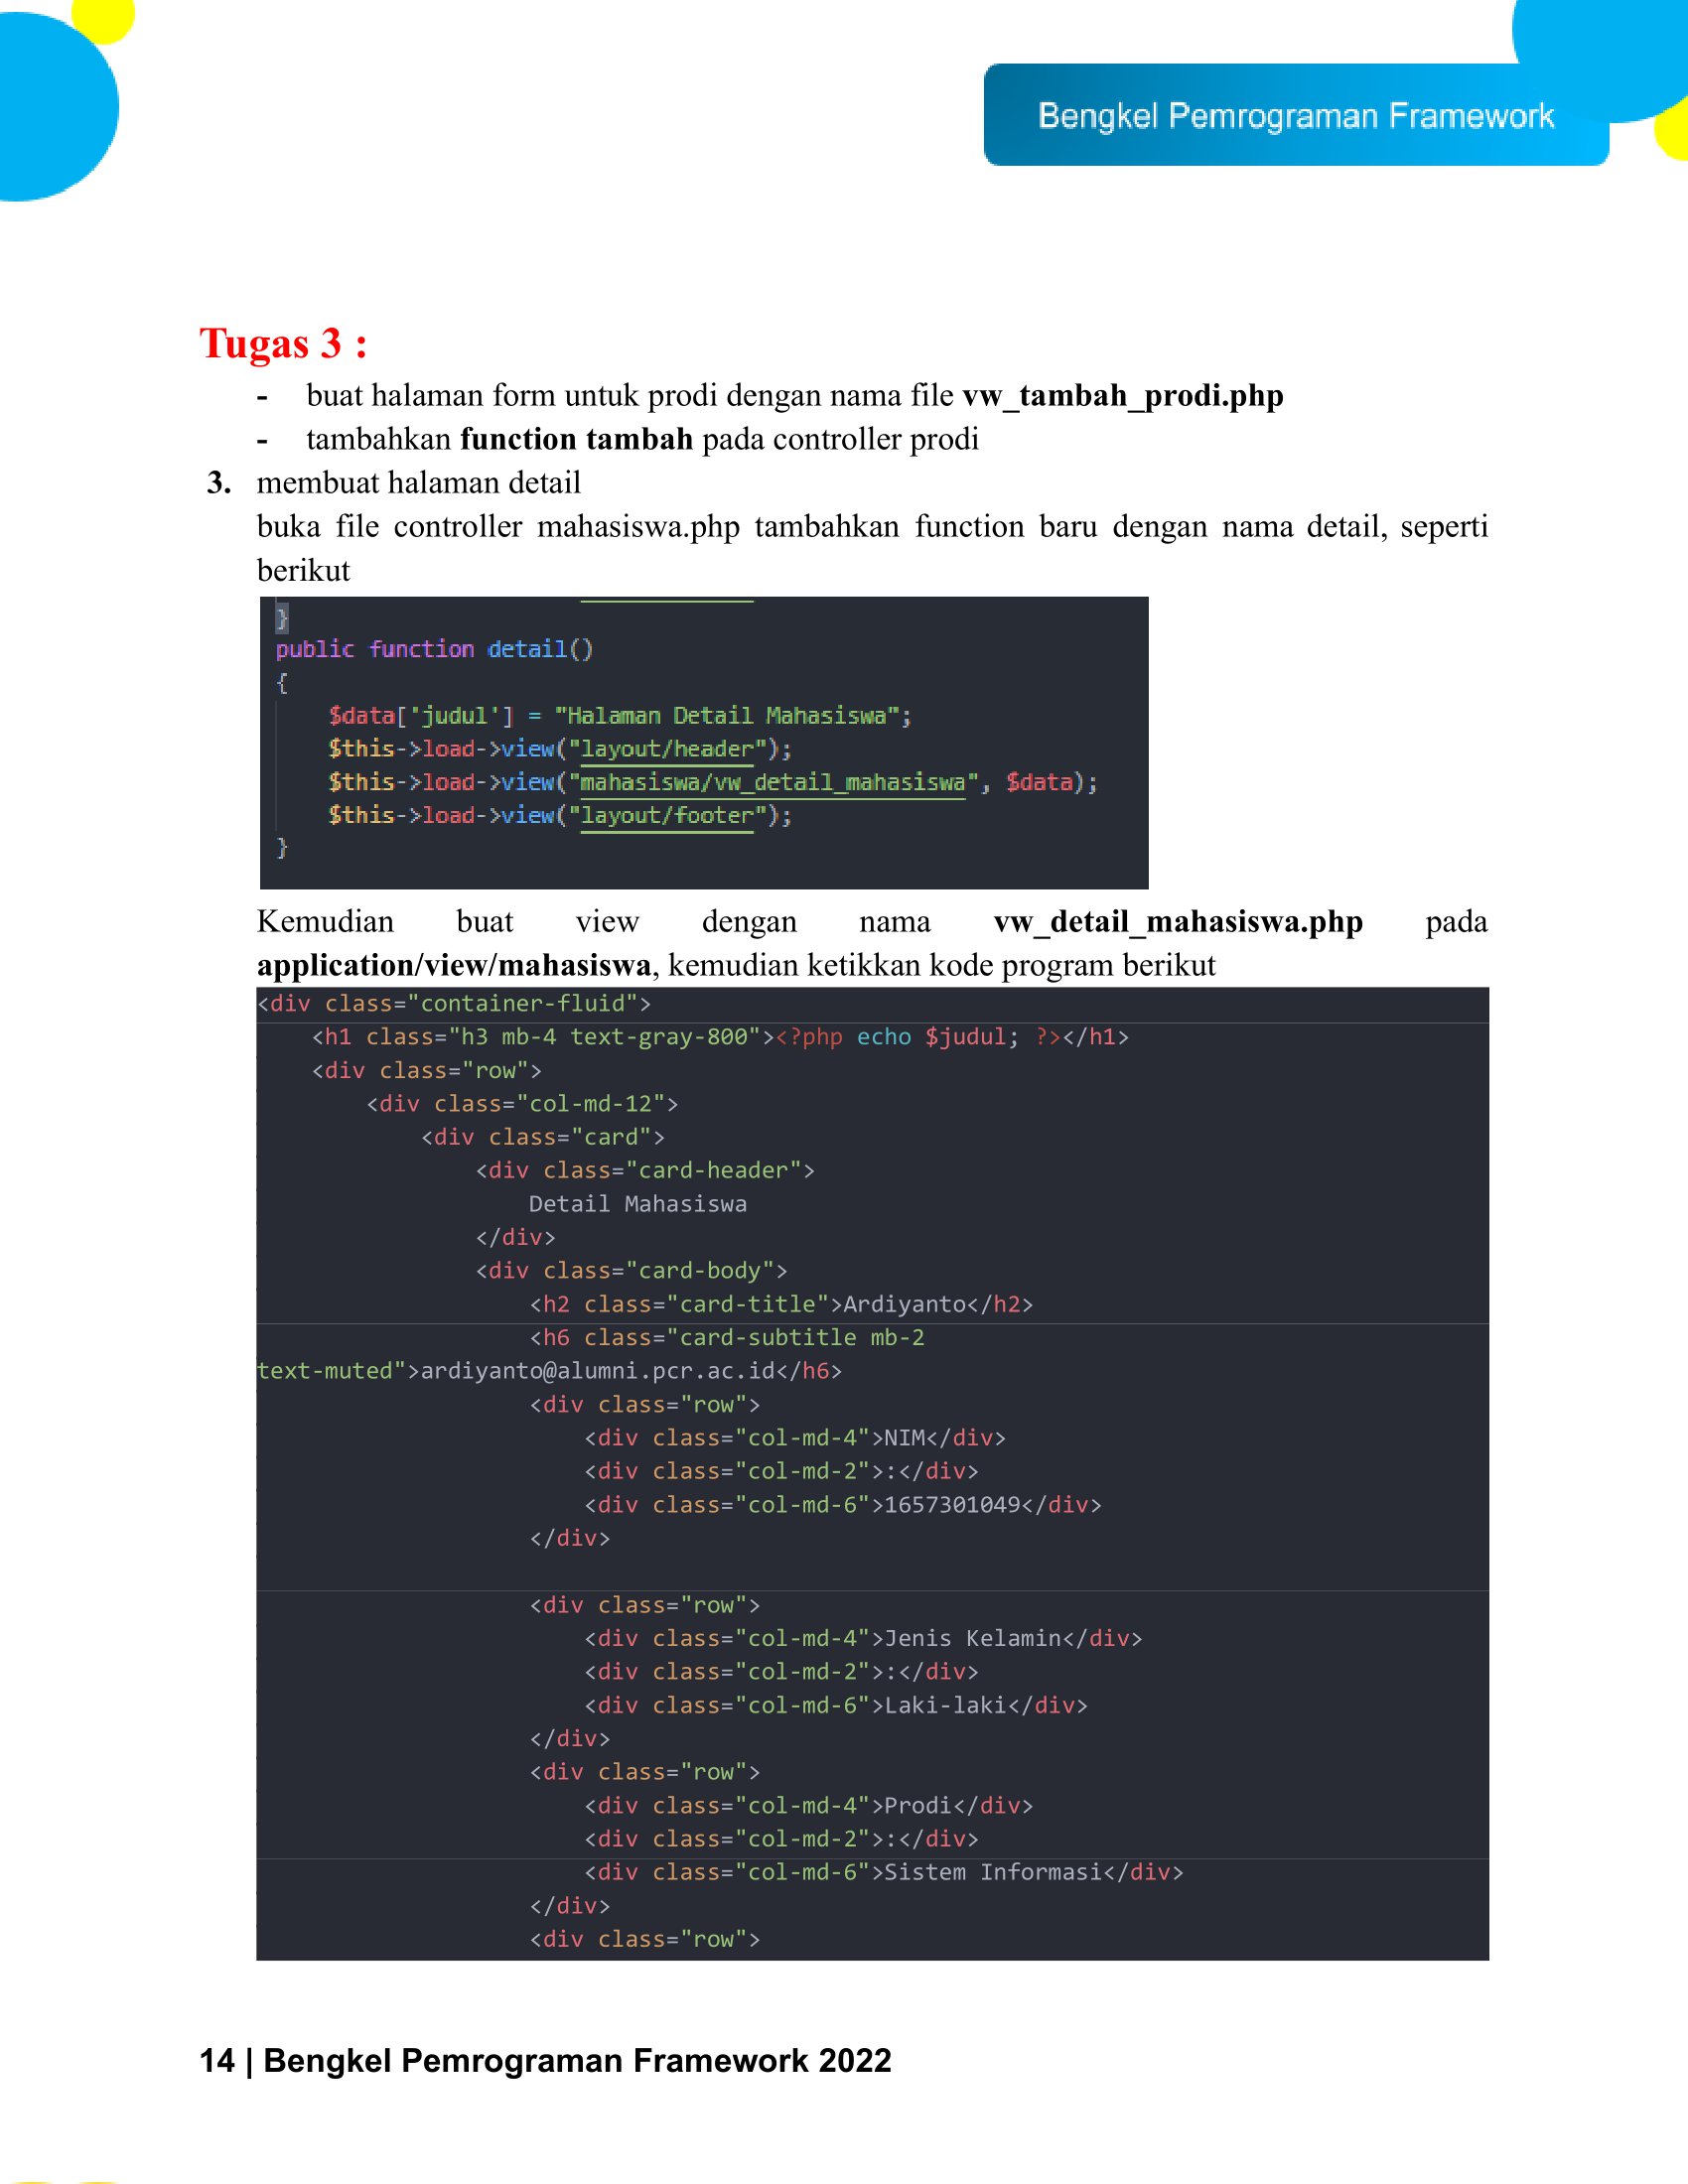 Bengkel Pemrograman Framework
Tugas 3 :
- buat halaman form untuk prodi dengan nama file vw_tambah_prodi.php
- tambahkan function tambah pada controller prodi
3. membuat halaman detail
buka file controller mahasiswa.php tambahkan function baru dengan nama detail, seperti
berikut
}
public function detail()
{
    $data['judul'] = "Halaman Detail Mahasiswa";
    $this->load->view("layout/header");
    $this->load->view("mahasiswa/vw_detail_mahasiswa", $data);
    $this->load->view("layout/footer");
}
Kemudian buat view dengan nama vw_detail_mahasiswa.php pada
application/view/mahasiswa, kemudian ketikkan kode program berikut
<div class="container-fluid">
    <h1 class="h3 mb-4 text-gray-800"><?php echo $judul; ?></h1>
    <div class="row">
        <div class="col-md-12">
            <div class="card">
                <div class="card-header">
                    Detail Mahasiswa
                </div>
                <div class="card-body">
                    <h2 class="card-title">Ardiyanto</h2>
                    <h6 class="card-subtitle mb-2
text-muted">ardiyanto@alumni.pcr.ac.id</h6>
                    <div class="row">
                        <div class="col-md-4">NIM</div>
                        <div class="col-md-2">:</div>
                        <div class="col-md-6">1657301049</div>
                    </div>
                    <div class="row">
                        <div class="col-md-4">Jenis Kelamin</div>
                        <div class="col-md-2">:</div>
                        <div class="col-md-6">Laki-laki</div>
                    </div>
                    <div class="row">
                        <div class="col-md-4">Prodi</div>
                        <div class="col-md-2">:</div>
                        <div class="col-md-6">Sistem Informasi</div>
                    </div>
                    <div class="row">
14 | Bengkel Pemrograman Framework 2022